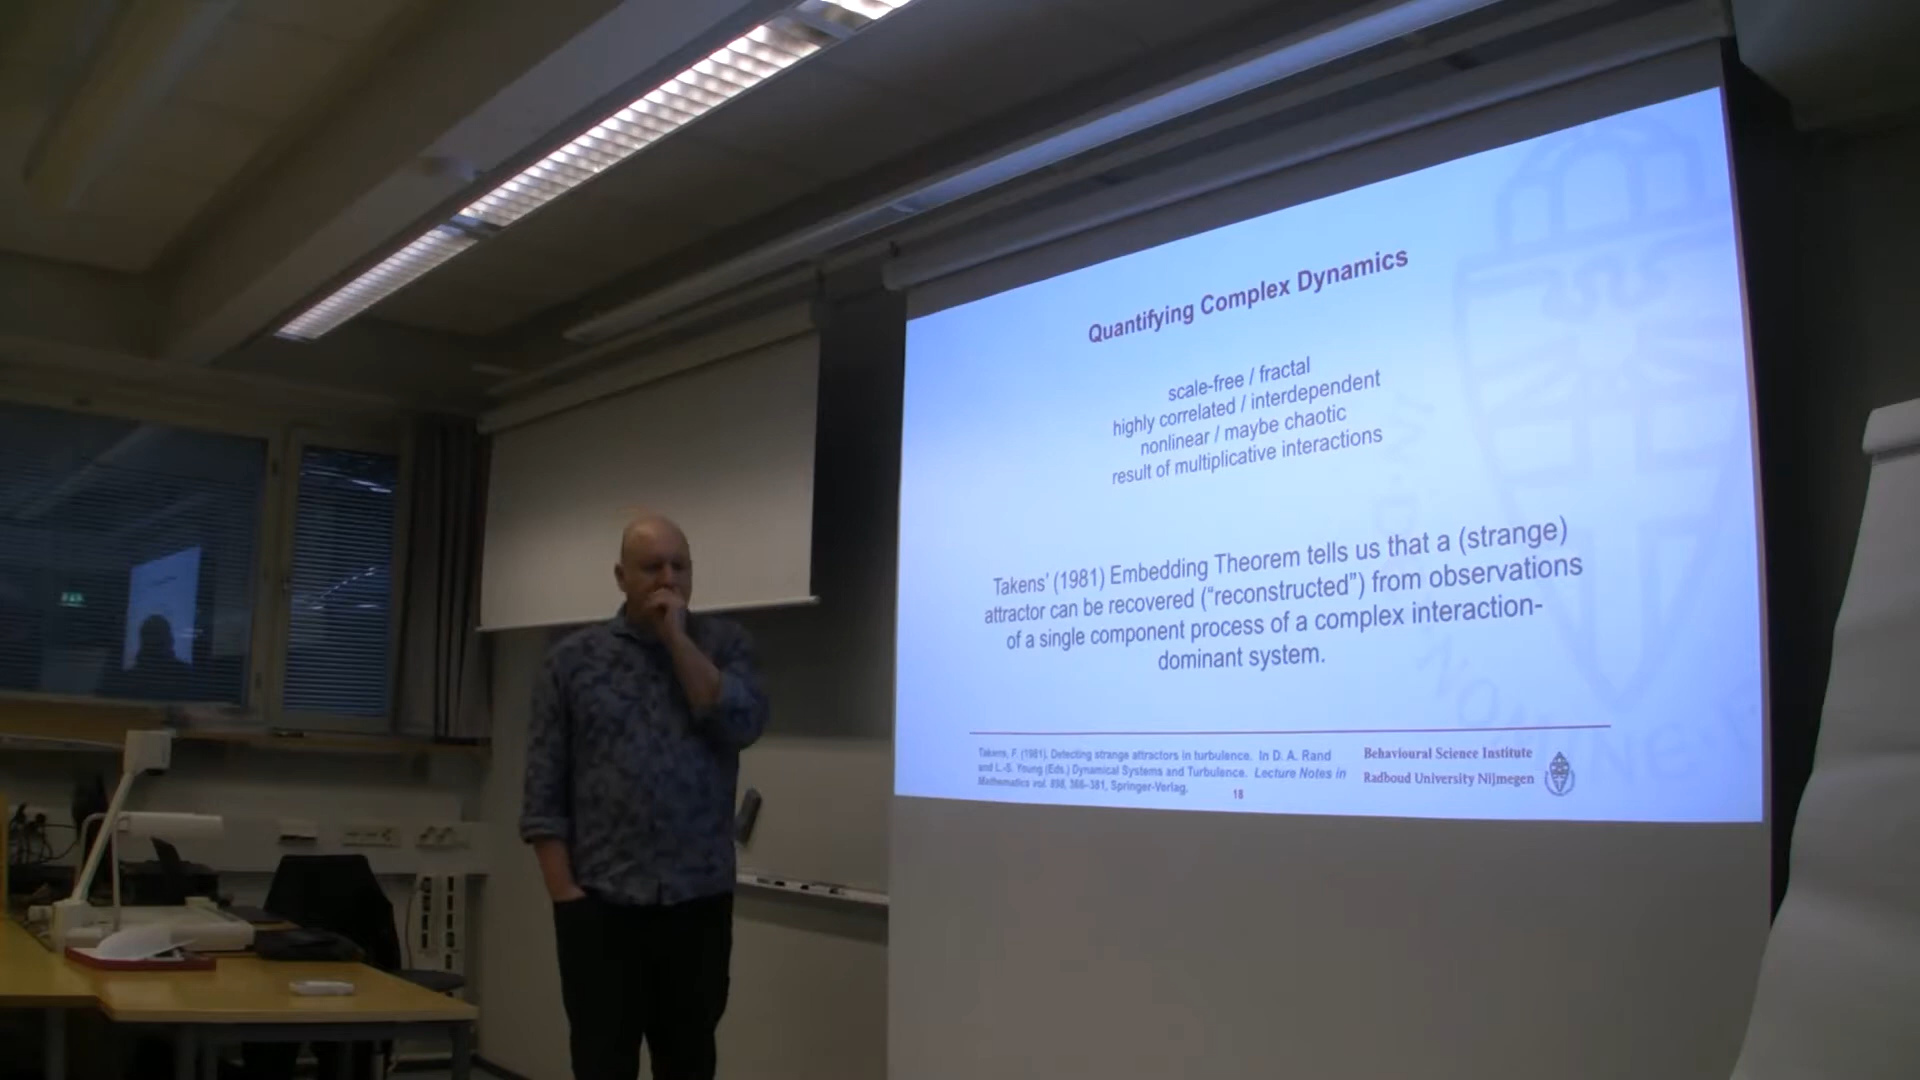 Quantifying Complex Dynamics
scale-free / fractal
highly correlated / interdependent
nonlinear / maybe chaotic
result of multiplicative interactions
Takens' (1981) Embedding Theorem tells us that a (strange)
attractor can be recovered ("reconstructed") from observations
of a single component process of a complex interaction-
dominant system.
Takens, F. (1981). Detecting strange attractors in turbulence. In D. A. Rand
and L.-S. Young (Eds.) Dynamical Systems and Turbulence. Lecture Notes in
Mathematics vol. 898, 366–381, Springer-Verlag.
Behavioural Science Institute
Radboud University Nijmegen
18